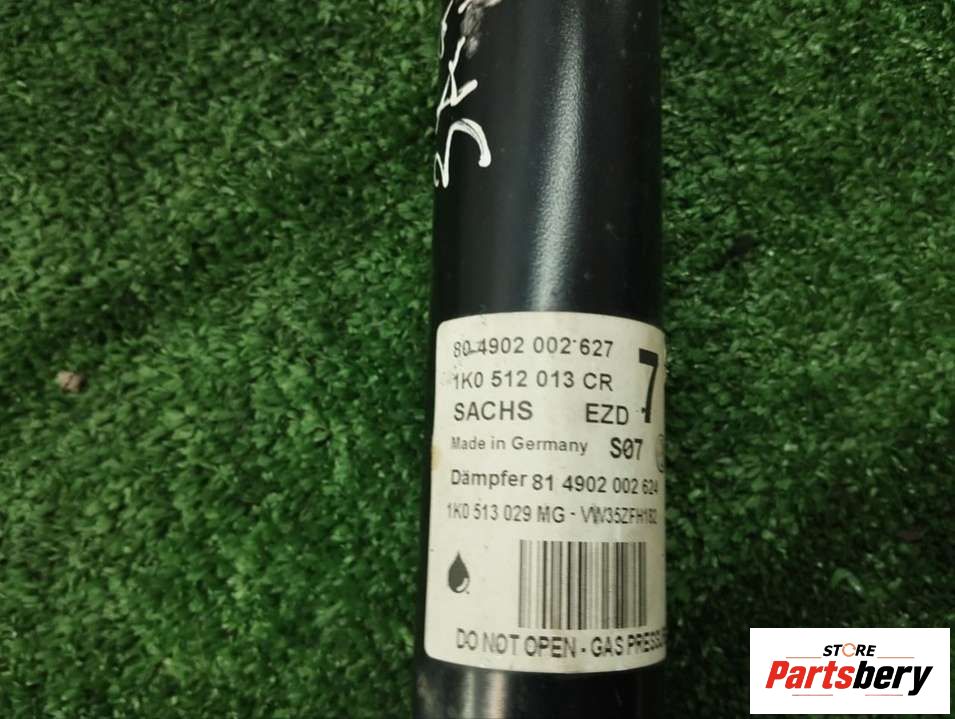 80 4902 002 627
1K0 512 013 CR 7
SACHS EZD
Made in Germany S07
Dämpfer 81 4902 002 624
1K0 513 029 MG - VW35ZFH182
DO NOT OPEN - GAS
STORE
Partsbery